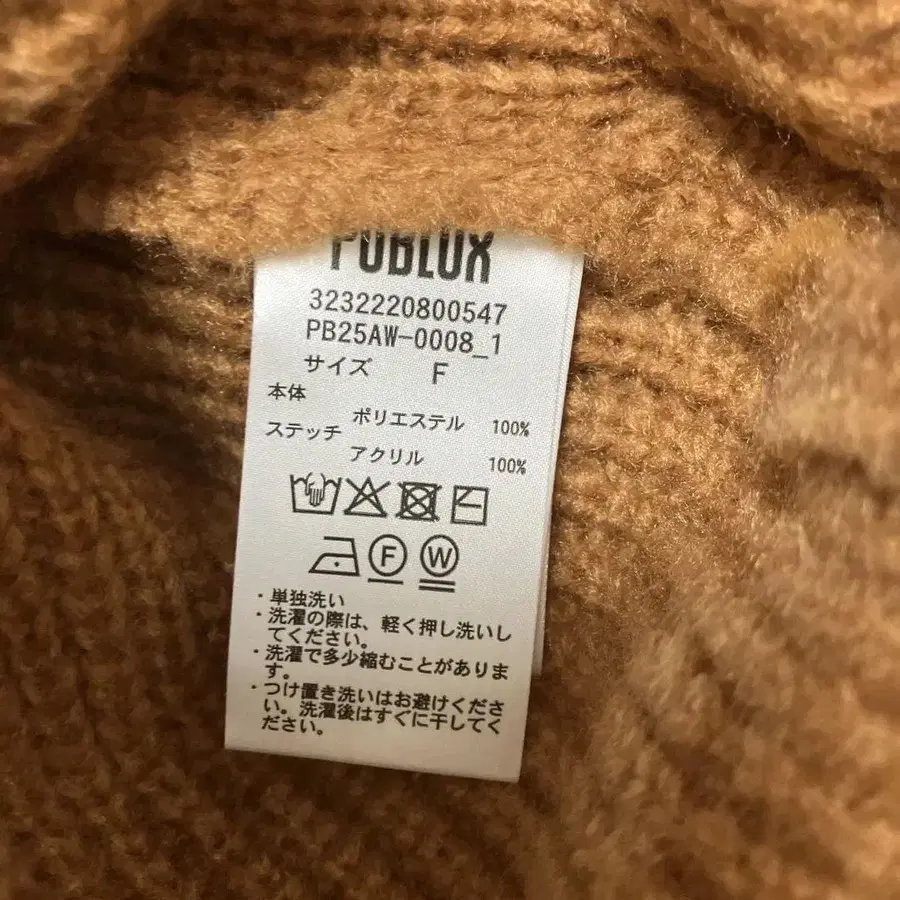 PUBLUX
3232220800547
PB25AW-0008_1
サイズ F
本体
ポリエステル 100%
ステッチ
アクリル 100%
F W
・単独洗い
・洗濯の際は、軽く押し洗いし
てください。
・洗濯で多少縮むことがありま
す。
・つけ置き洗いはお避けくださ
い。洗濯後はすぐに干してく
ださい。